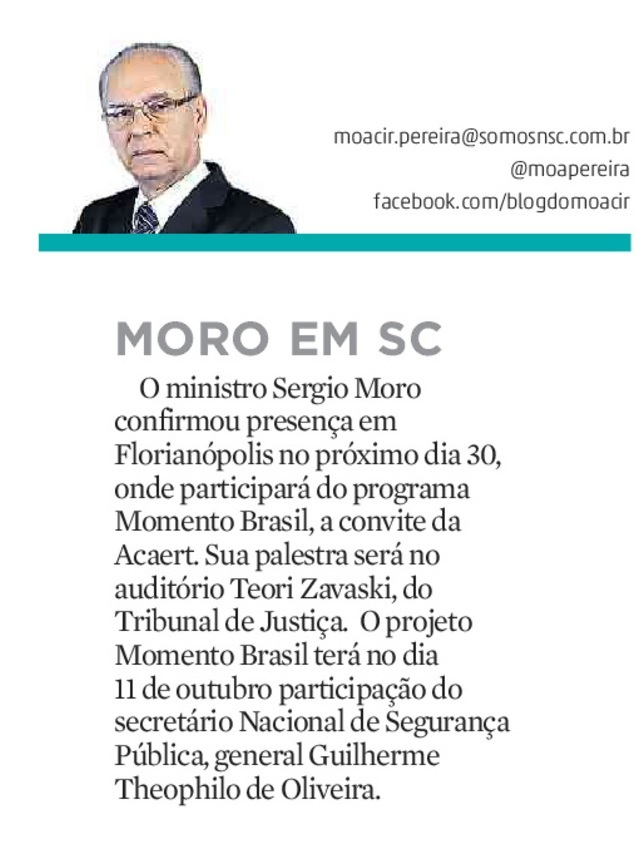 moacir.pereira@somosnsc.com.br
@moapereira
facebook.com/blogdomoacir
MORO EM SC
O ministro Sergio Moro
confirmou presença em
Florianópolis no próximo dia 30,
onde participará do programa
Momento Brasil, a convite da
Acaert. Sua palestra será no
auditório Teori Zavaski, do
Tribunal de Justiça. O projeto
Momento Brasil terá no dia
11 de outubro participação do
secretário Nacional de Segurança
Pública, general Guilherme
Theophilo de Oliveira.